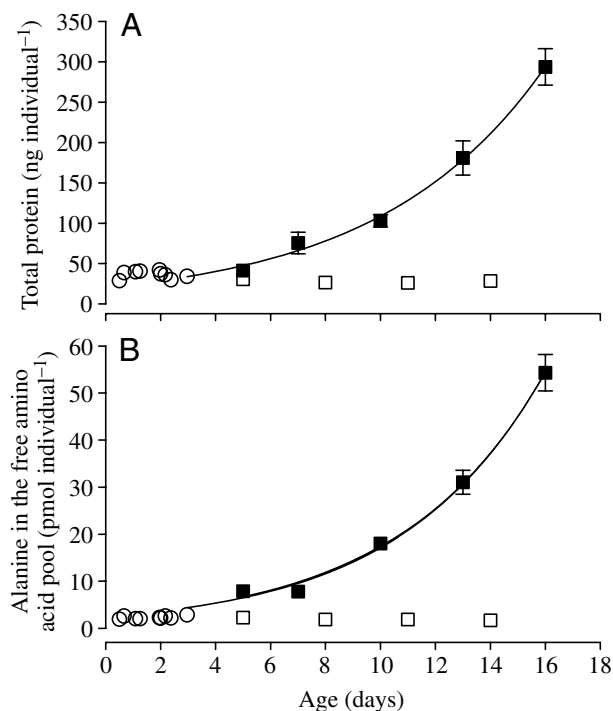 A
350
300
250
200
150
100
50
0
Total protein (ng individual⁻¹)
B
60
50
40
30
20
10
0
Alanine in the free amino
acid pool (pmol individual⁻¹)
0 2 4 6 8 10 12 14 16 18
Age (days)